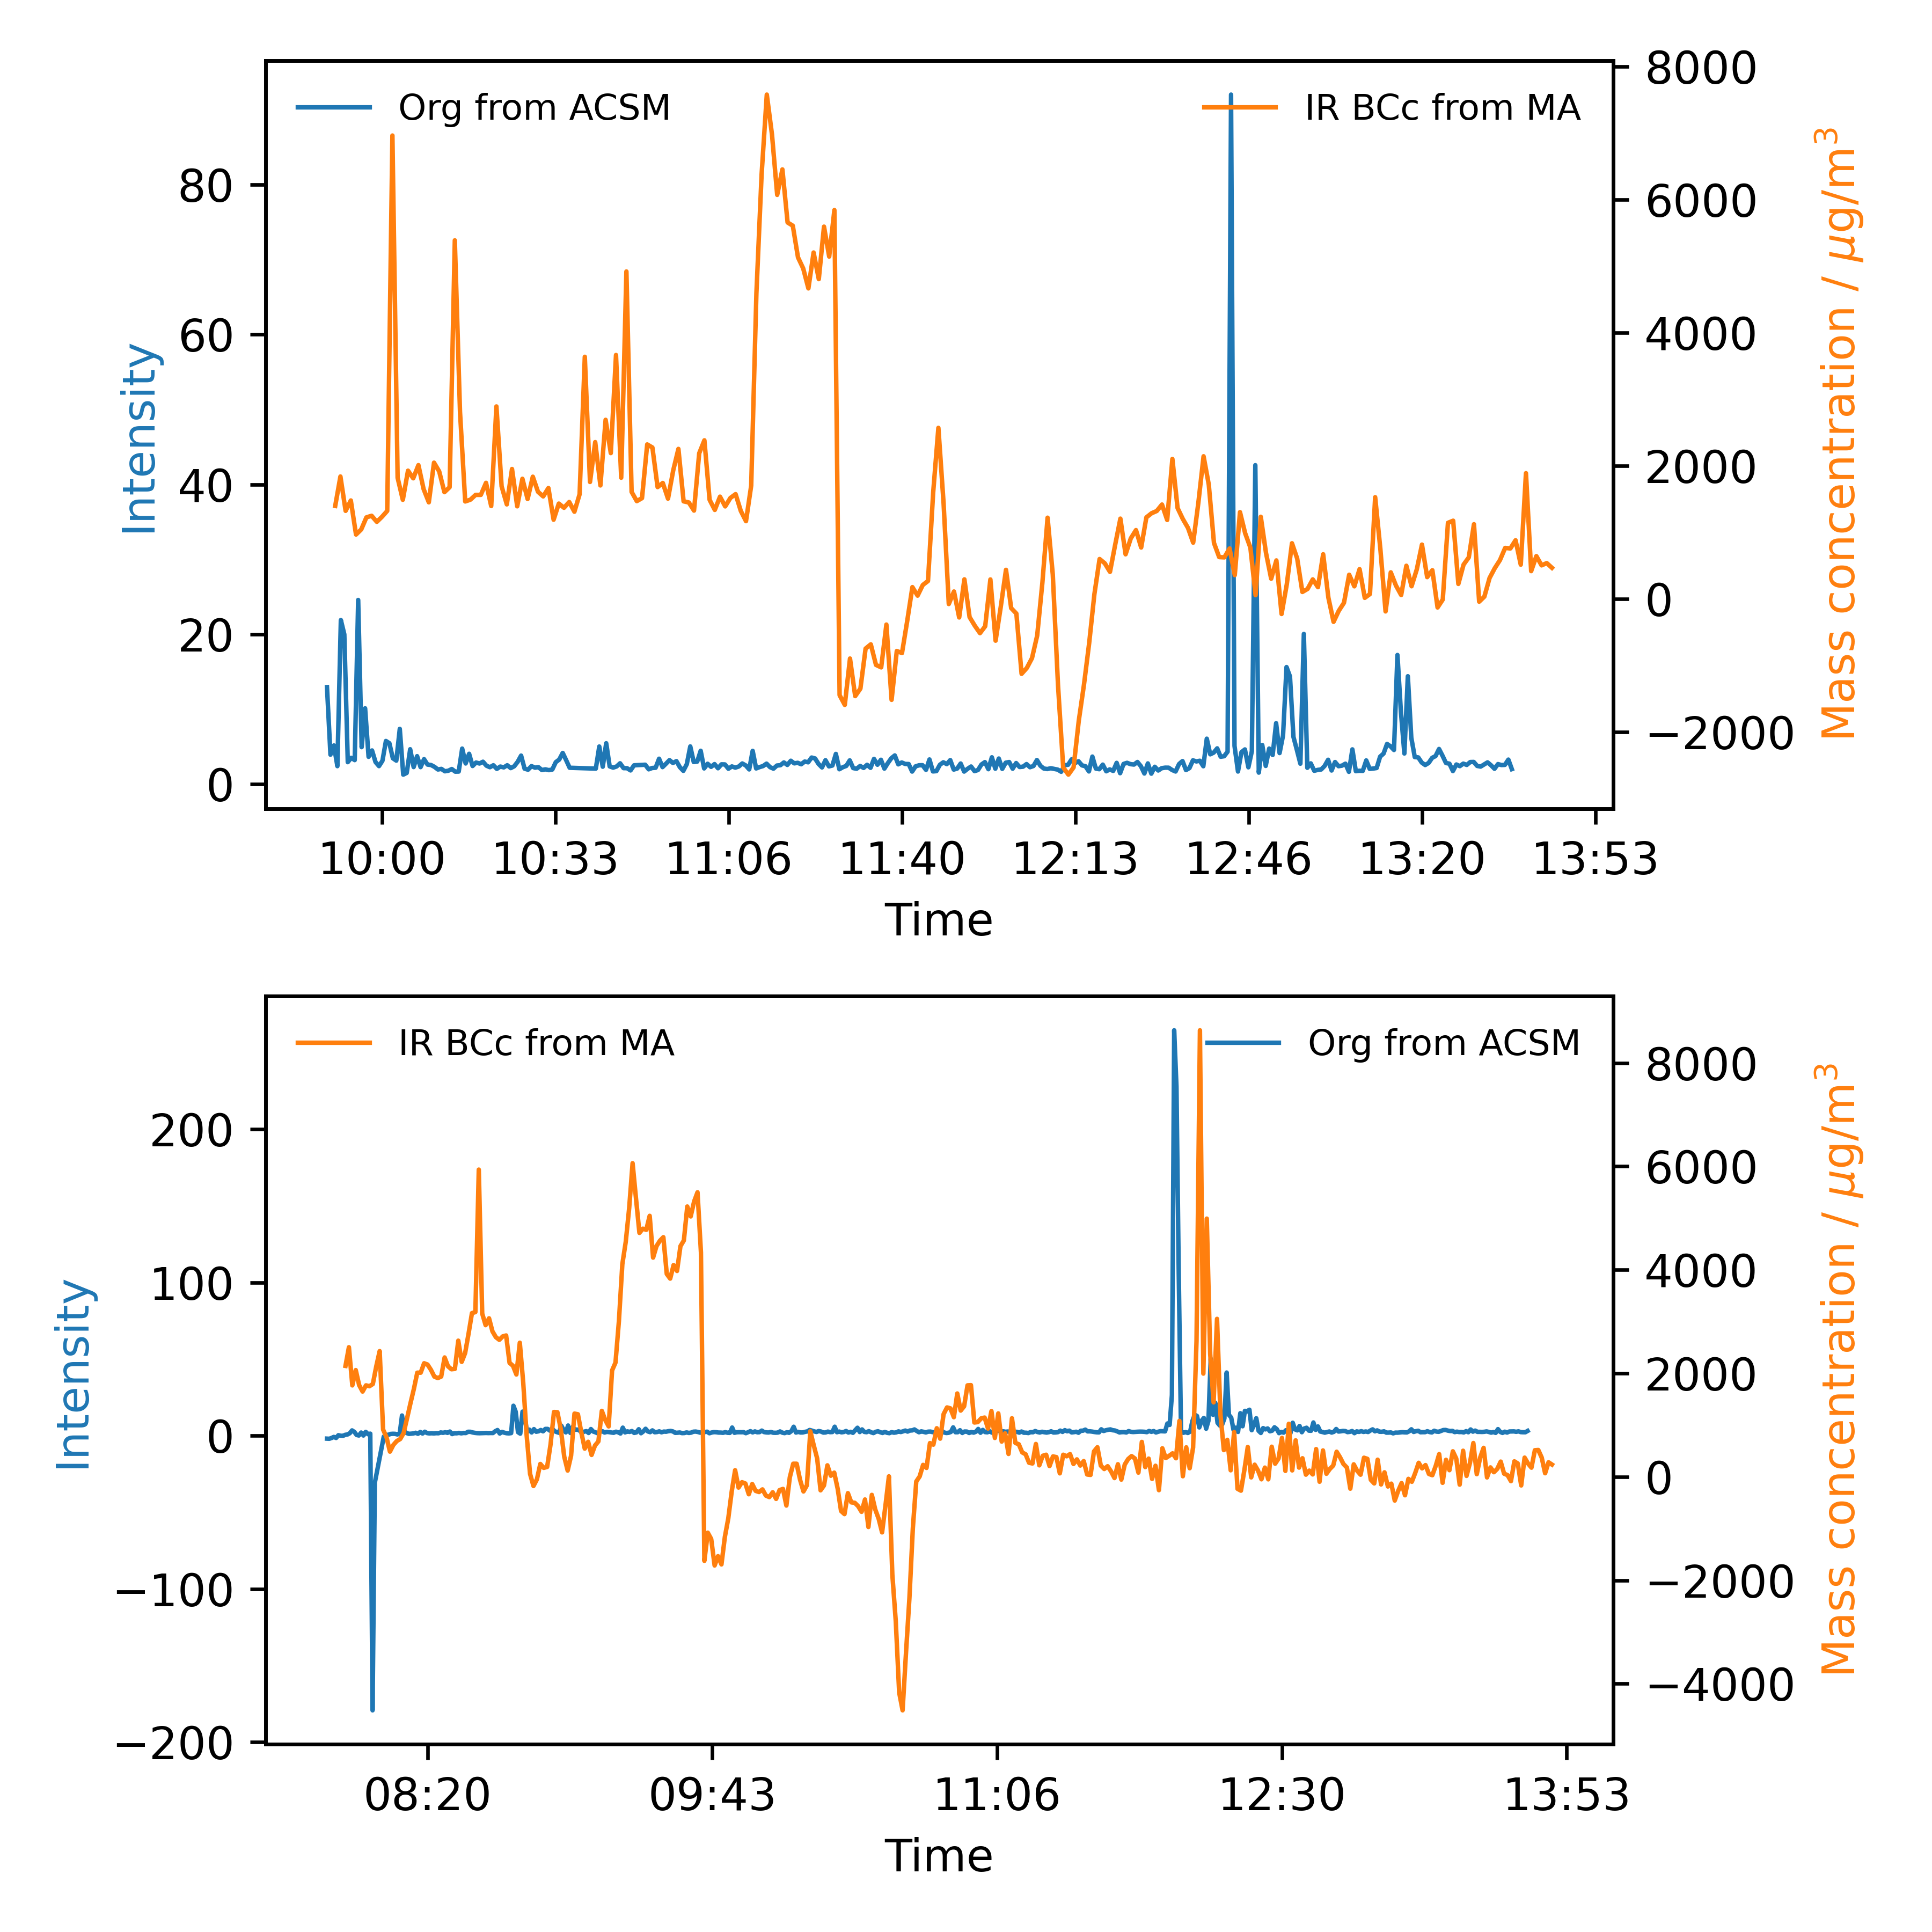 Org from ACSM
IR BCc from MA
80
60
40
20
0
Intensity
8000
6000
4000
2000
0
−2000
Mass concentration / μg/m³
10:00 10:33 11:06 11:40 12:13 12:46 13:20 13:53
Time
IR BCc from MA
Org from ACSM
200
100
0
−100
−200
Intensity
8000
6000
4000
2000
0
−2000
−4000
Mass concentration / μg/m³
08:20 09:43 11:06 12:30 13:53
Time